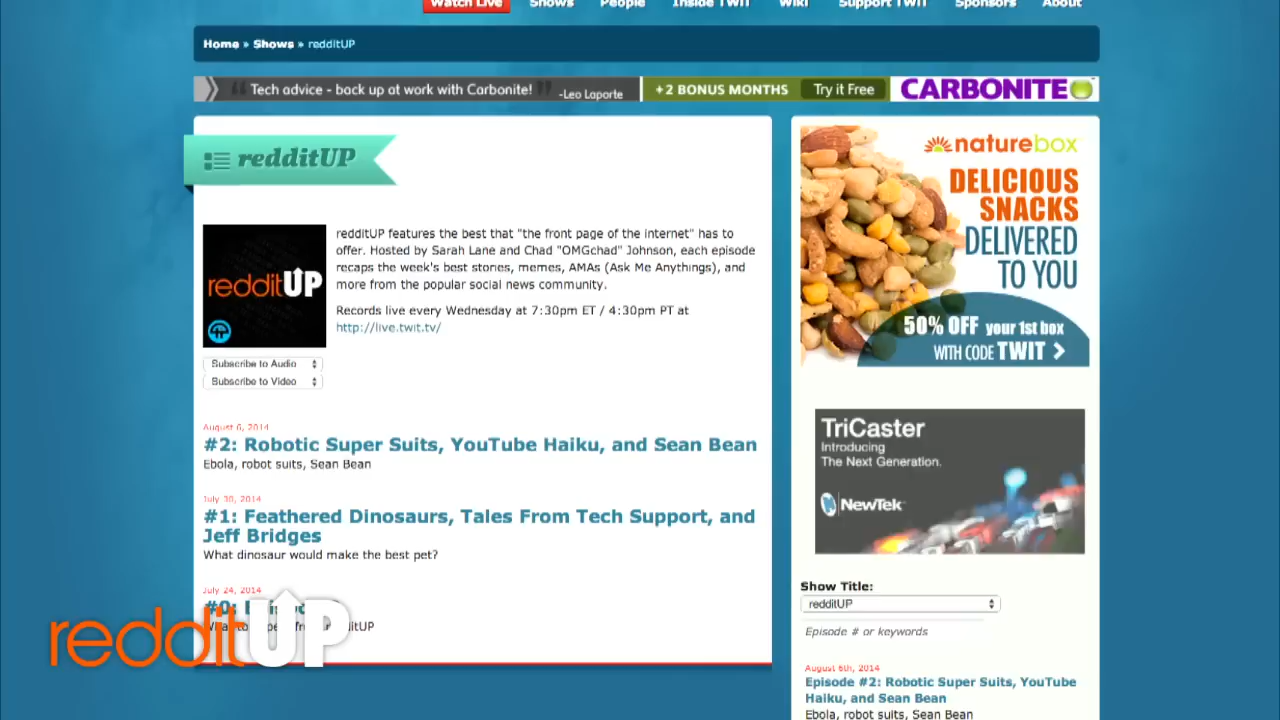 Watch Live Shows People Inside TWiT Wiki Support TWiT Sponsors About
Home » Shows » redditUP
Tech advice - back up at work with Carbonite! -Leo Laporte +2 BONUS MONTHS Try it Free CARBONITE
redditUP
redditUP
redditUP features the best that "the front page of the internet" has to
offer. Hosted by Sarah Lane and Chad "OMGchad" Johnson, each episode
recaps the week's best stories, memes, AMAs (Ask Me Anythings), and
more from the popular social news community.
Records live every Wednesday at 7:30pm ET / 4:30pm PT at
http://live.twit.tv/
Subscribe to Audio
Subscribe to Video
August 6, 2014
#2: Robotic Super Suits, YouTube Haiku, and Sean Bean
Ebola, robot suits, Sean Bean
July 30, 2014
#1: Feathered Dinosaurs, Tales From Tech Support, and
Jeff Bridges
What dinosaur would make the best pet?
July 24, 2014
#0:
redditUP
naturebox
DELICIOUS
SNACKS
DELIVERED
TO YOU
50% OFF your 1st box
WITH CODE TWIT
TriCaster
Introducing
The Next Generation.
NewTek
Show Title:
redditUP
Episode # or keywords
August 6th, 2014
Episode #2: Robotic Super Suits, YouTube
Haiku, and Sean Bean
Ebola, robot suits, Sean Bean